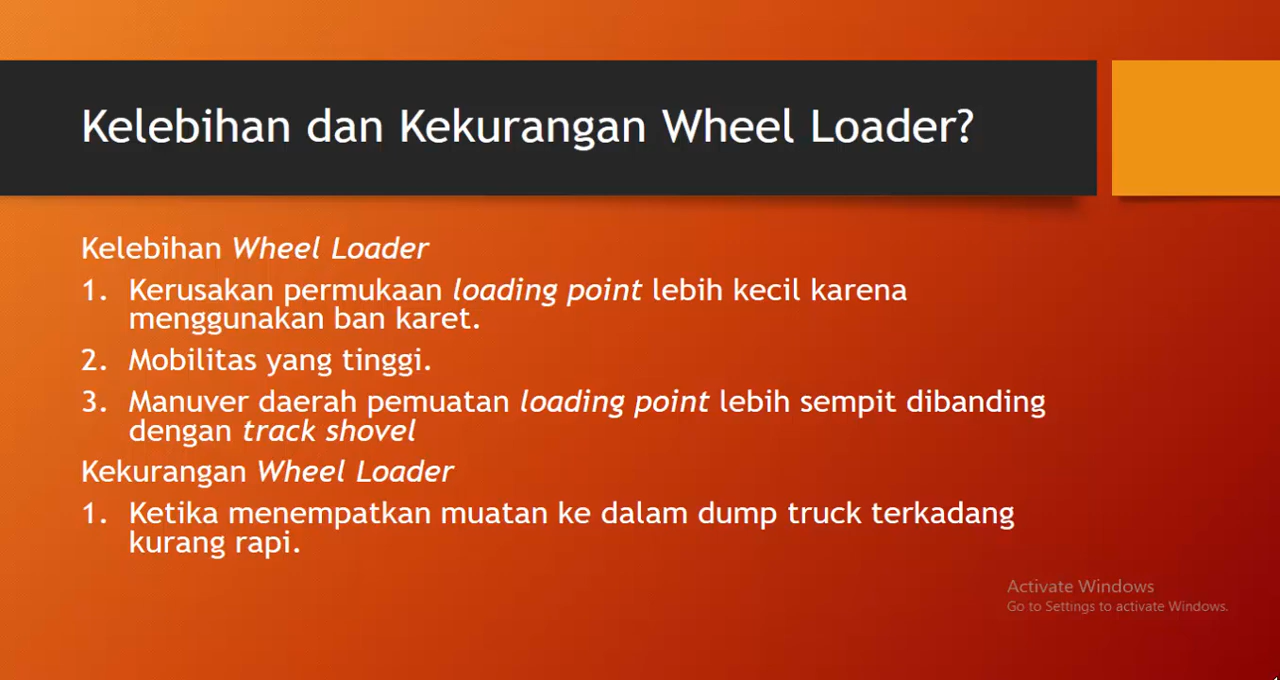 Kelebihan dan Kekurangan Wheel Loader?
Kelebihan Wheel Loader
1. Kerusakan permukaan loading point lebih kecil karena
menggunakan ban karet.
2. Mobilitas yang tinggi.
3. Manuver daerah pemuatan loading point lebih sempit dibanding
dengan track shovel
Kekurangan Wheel Loader
1. Ketika menempatkan muatan ke dalam dump truck terkadang
kurang rapi.
Activate Windows
Go to Settings to activate Windows.